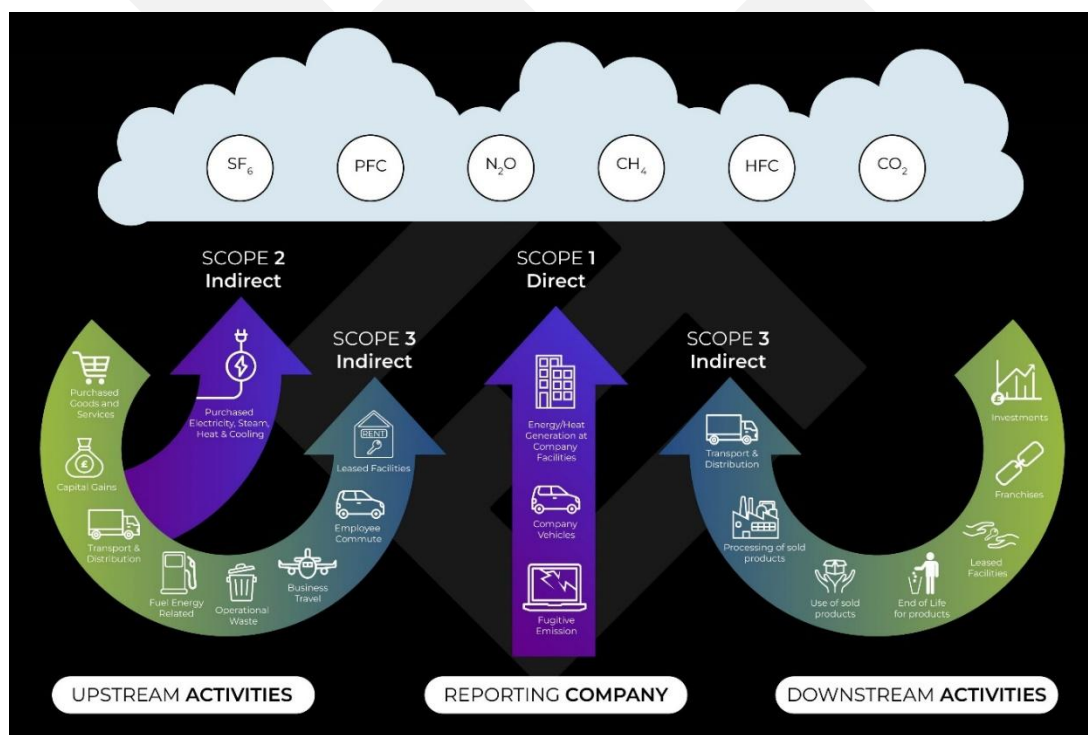 SF6
PFC
N2O
CH4
HFC
CO2
SCOPE 2
Indirect
SCOPE 1
Direct
SCOPE 3
Indirect
SCOPE 3
Indirect
Purchased
Goods and
Services
Capital Gains
£
Transport &
Distribution
Fuel Energy
Related
Operational
Waste
Business
Travel
Employee
Commute
RENT
Leased Facilities
Purchased
Electricity, Steam,
Heat & Cooling
Energy/Heat
Generation at
Company
Facilities
Company
Vehicles
Fugitive
Emission
Transport &
Distribution
Processing of sold
products
Use of sold
products
End of Life
for products
Leased
Facilities
Franchises
£
Investments
UPSTREAM ACTIVITIES
REPORTING COMPANY
DOWNSTREAM ACTIVITIES